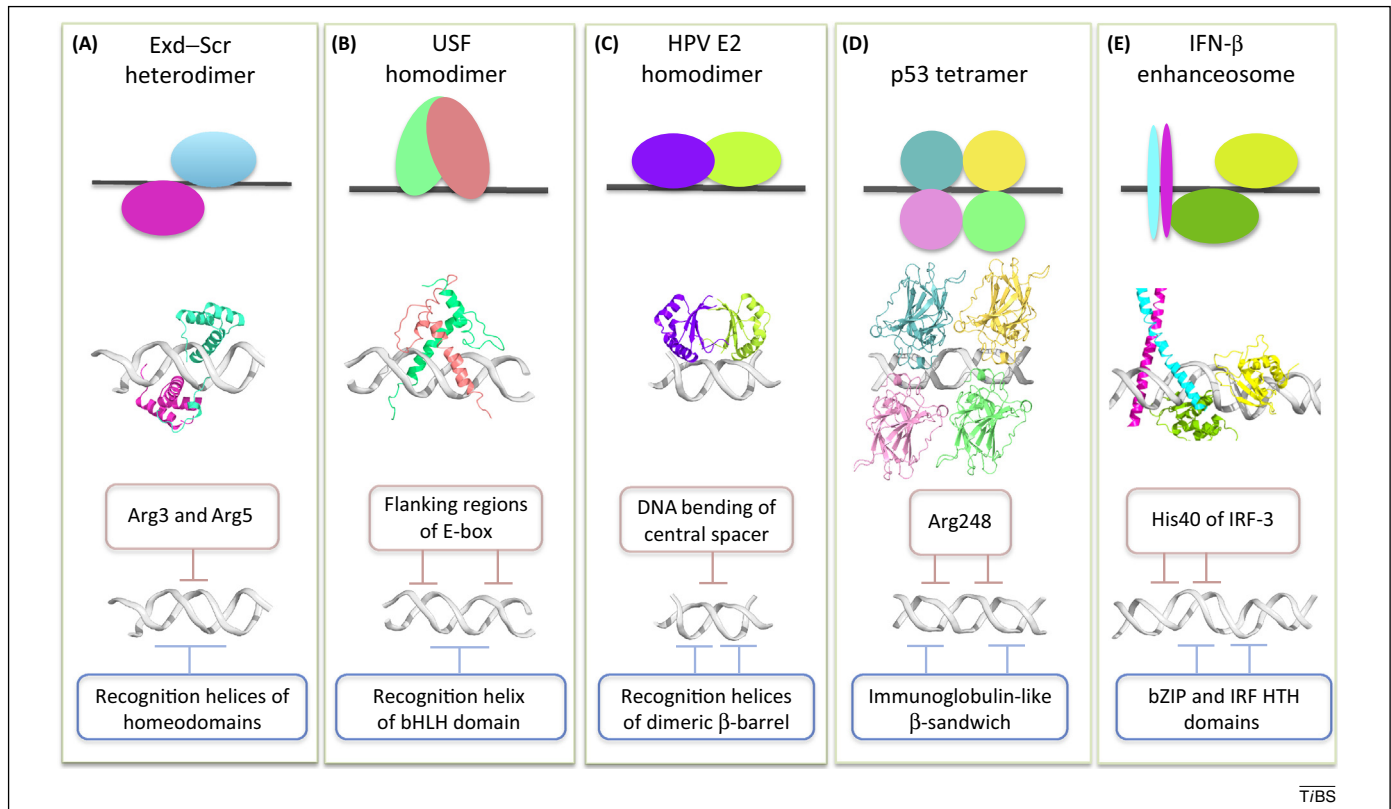 (A)
Exd–Scr
heterodimer
Arg3 and Arg5
Recognition helices of
homeodomains
(B)
USF
homodimer
Flanking regions
of E-box
Recognition helix
of bHLH domain
(C)
HPV E2
homodimer
DNA bending of
central spacer
Recognition helices
of dimeric β-barrel
(D)
p53 tetramer
Arg248
Immunoglobulin-like
β-sandwich
(E)
IFN-β
enhanceosome
His40 of IRF-3
bZIP and IRF HTH
domains
TiBS